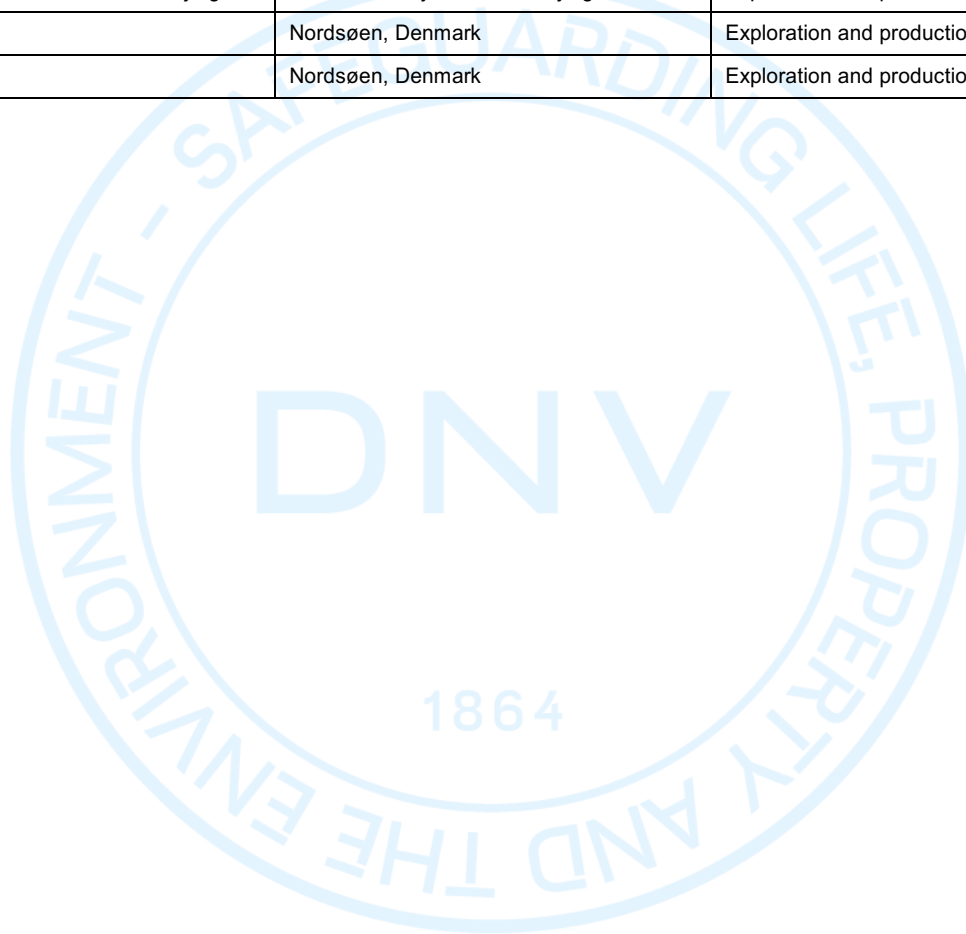 Nordsøen, Denmark Exploration and productio
Nordsøen, Denmark Exploration and productio
SAFEGUARDING LIFE, PROPERTY AND THE ENVIRONMENT -
DNV
1864